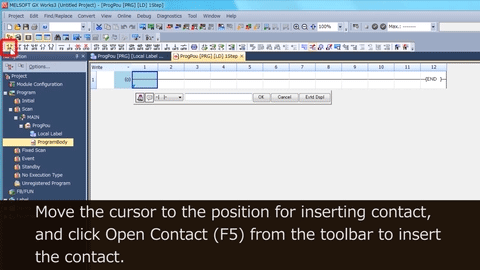 MELSOFT GX Works3 (Untitled Project) - [ProgPou [PRG] [LD] 1Step]
Project Edit Find/Replace Convert View Online Debug Diagnostics Tool Window Help
Navigation
ProgPou [PRG] [Local Label ...
ProgPou [PRG] [LD] 1Step
Project
Module Configuration
Program
Initial
Scan
MAIN
ProgPou
Local Label
ProgramBody
Fixed Scan
Event
Standby
No Execution Type
Unregistered Program
FB/FUN
Label
Write 1 2 3 4 5 6 7 8 9 10 11 12
1 (0) [END ]
OK Cancel Extd Dspl
Move the cursor to the position for inserting contact,
and click Open Contact (F5) from the toolbar to insert
the contact.